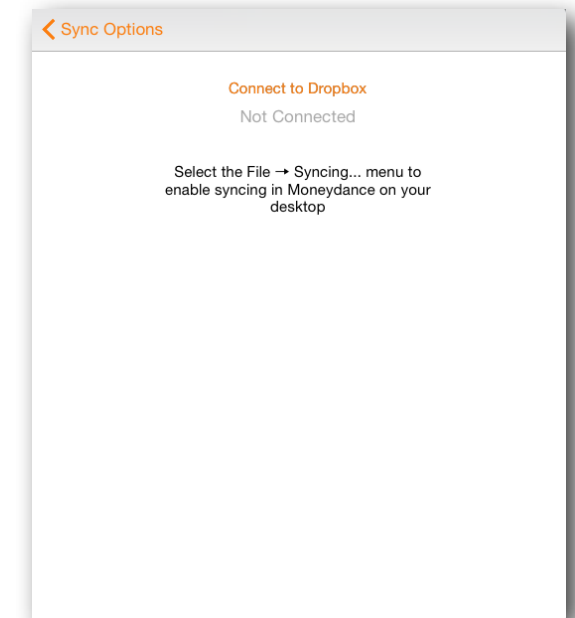 Sync Options
Connect to Dropbox
Not Connected
Select the File → Syncing... menu to
enable syncing in Moneydance on your
desktop